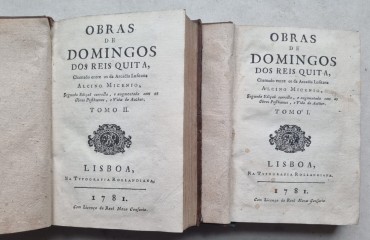 OBRAS
DE
DOMINGOS
DOS REIS QUITA,
Chamado entre os da Arcadia Lusitana
ALCINO MICENIO,
Segunda Edição correcta, e augmentada com as
Obras Posthumas, e Vida do Author.
TOMO II.
LISBOA,
NA TYPOGRAFIA ROLLANDIANA.
1781.
Com Licença da Real Meza Censoria.
OBRAS
DE
DOMINGOS
DOS REIS QUITA,
Chamado entre os da Arcadia Lusitana
ALCINO MICENIO,
Segunda Edição correcta, e augmentada com as
Obras Posthumas, e Vida do Author.
TOMO I.
LISBOA,
NA TYPOGRAFIA ROLLANDIANA.
1781.
Com Licença da Real Meza Censoria.